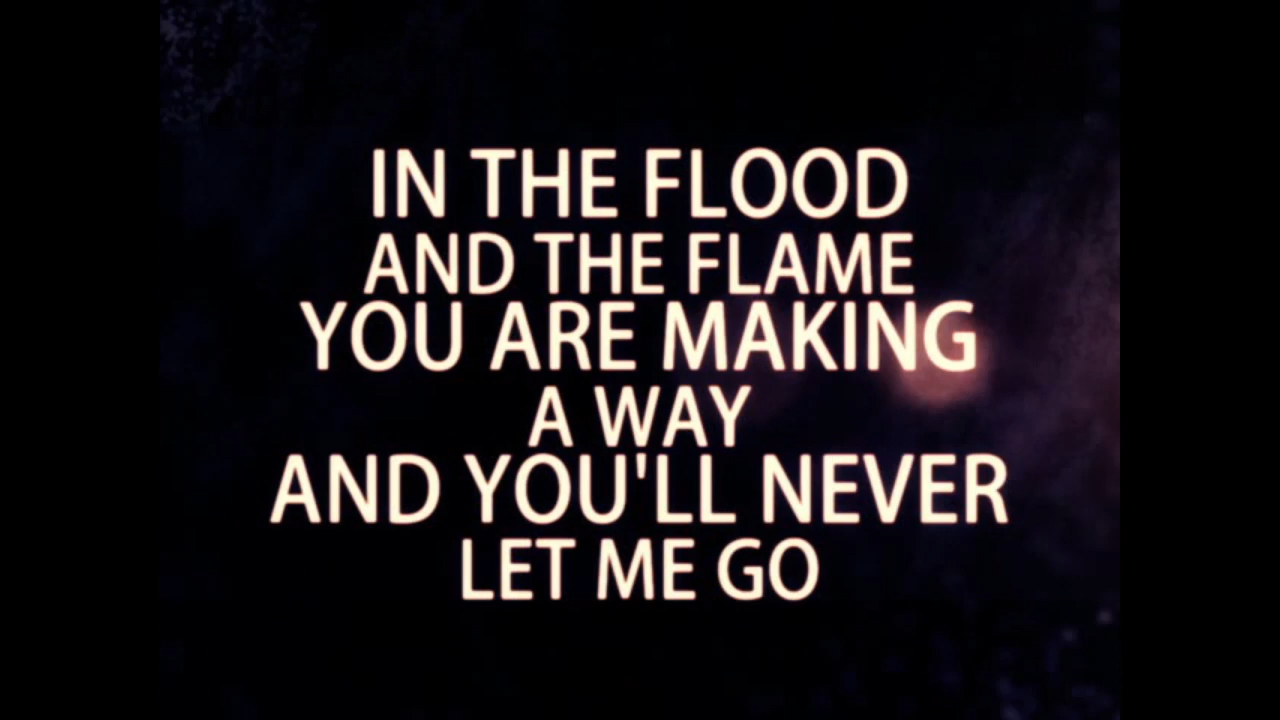 IN THE FLOOD
AND THE FLAME
YOU ARE MAKING
A WAY
AND YOU'LL NEVER
LET ME GO